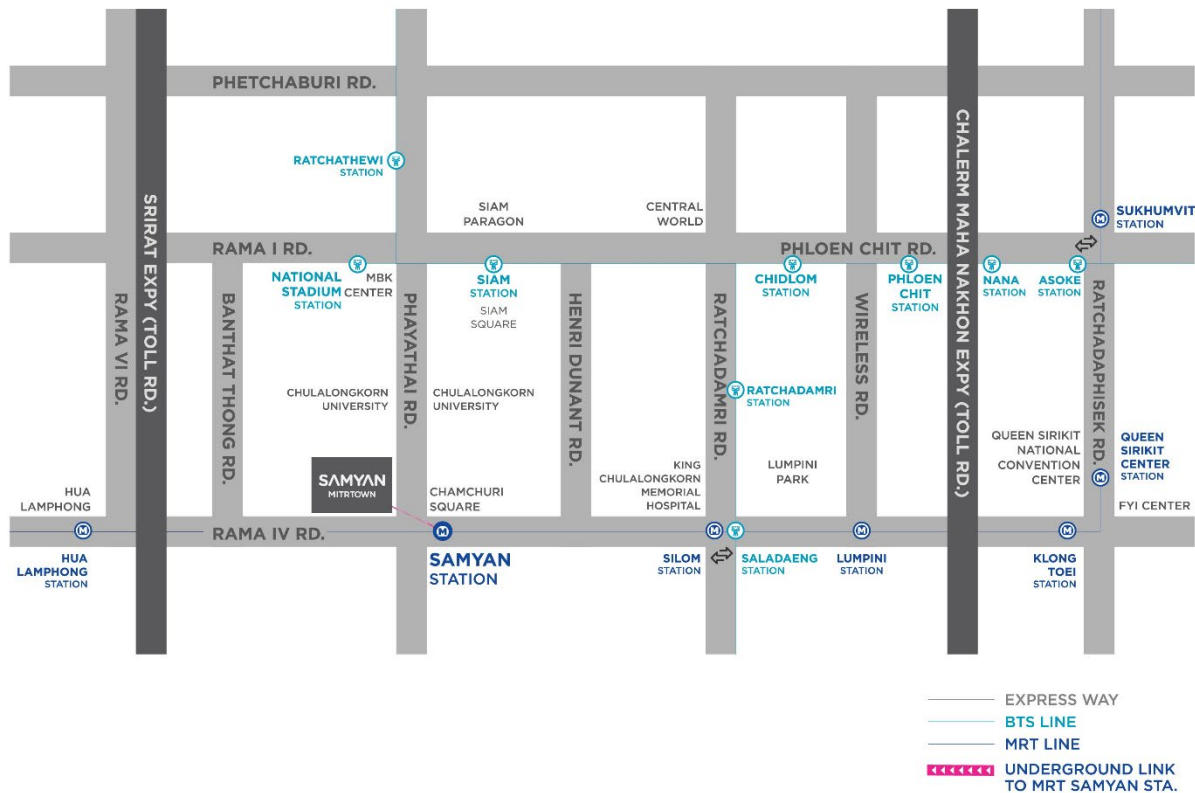 PHETCHABURI RD.
RATCHATHEWI
STATION
SIAM
PARAGON
CENTRAL
WORLD
SUKHUMVIT
STATION
RAMA I RD.
PHLOEN CHIT RD.
NATIONAL
STADIUM
STATION
MBK
CENTER
SIAM
STATION
SIAM
SQUARE
CHIDLOM
STATION
PHLOEN
CHIT
STATION
NANA
STATION
ASOKE
STATION
RAMA VI RD.
SRIRAT EXPY (TOLL RD.)
BANTHAT THONG RD.
PHAYATHAI RD.
HENRI DUNANT RD.
RATCHADAMRI RD.
WIRELESS RD.
CHALERM MAHA NAKHON EXPY (TOLL RD.)
RATCHADAPHISEK RD.
CHULALONGKORN
UNIVERSITY
CHULALONGKORN
UNIVERSITY
RATCHADAMRI
STATION
SAMYAN
MITRTOWN
CHAMCHURI
SQUARE
KING
CHULALONGKORN
MEMORIAL
HOSPITAL
LUMPINI
PARK
QUEEN SIRIKIT
NATIONAL
CONVENTION
CENTER
QUEEN
SIRIKIT
CENTER
STATION
HUA
LAMPHONG
FYI CENTER
RAMA IV RD.
HUA
LAMPHONG
STATION
SAMYAN
STATION
SILOM
STATION
SALADAENG
STATION
LUMPINI
STATION
KLONG
TOEI
STATION
EXPRESS WAY
BTS LINE
MRT LINE
UNDERGROUND LINK
TO MRT SAMYAN STA.